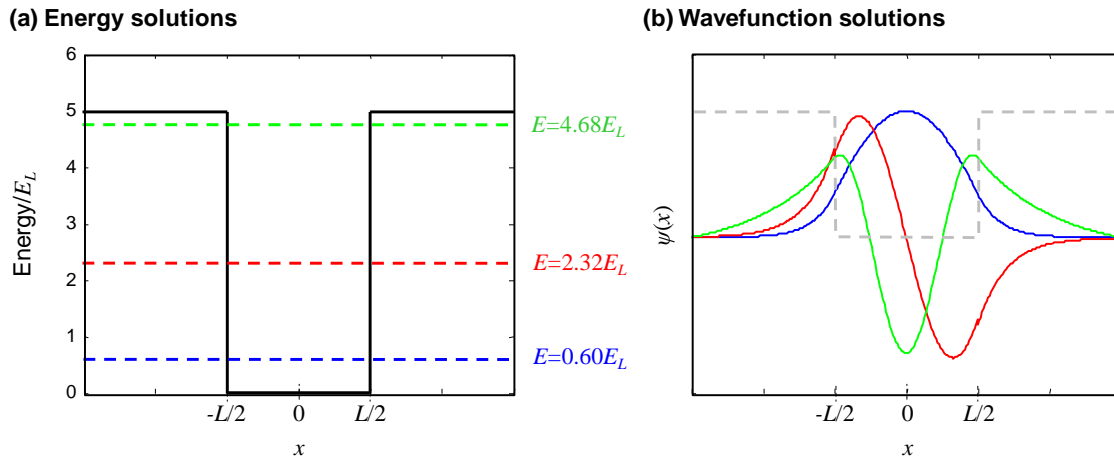 (a) Energy solutions
(b) Wavefunction solutions
6
5
4
3
2
1
0
Energy/E_L
E=4.68E_L
E=2.32E_L
E=0.60E_L
-L/2
0
L/2
x
ψ(x)
-L/2
0
L/2
x